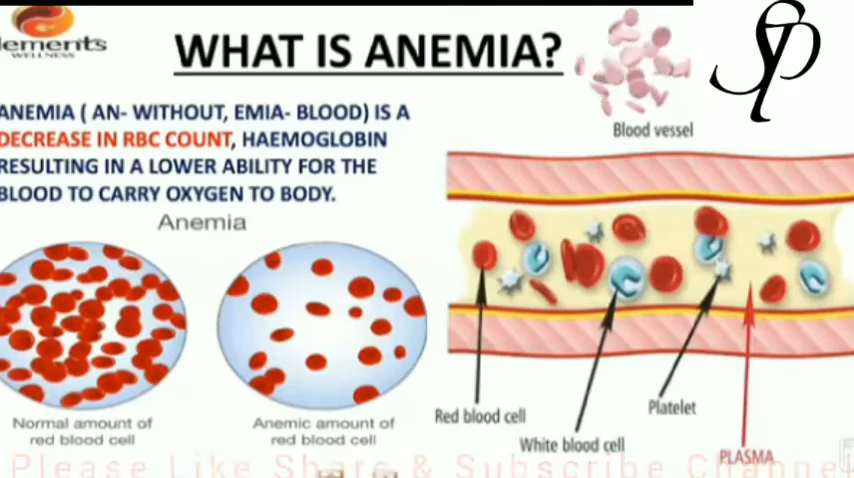 lements
WELLNESS
WHAT IS ANEMIA?
ANEMIA ( AN- WITHOUT, EMIA- BLOOD) IS A
DECREASE IN RBC COUNT, HAEMOGLOBIN
RESULTING IN A LOWER ABILITY FOR THE
BLOOD TO CARRY OXYGEN TO BODY.
Anemia
Normal amount of
red blood cell
Anemic amount of
red blood cell
Blood vessel
Red blood cell
White blood cell
Platelet
PLASMA
Please Like Share & Subscribe Channel